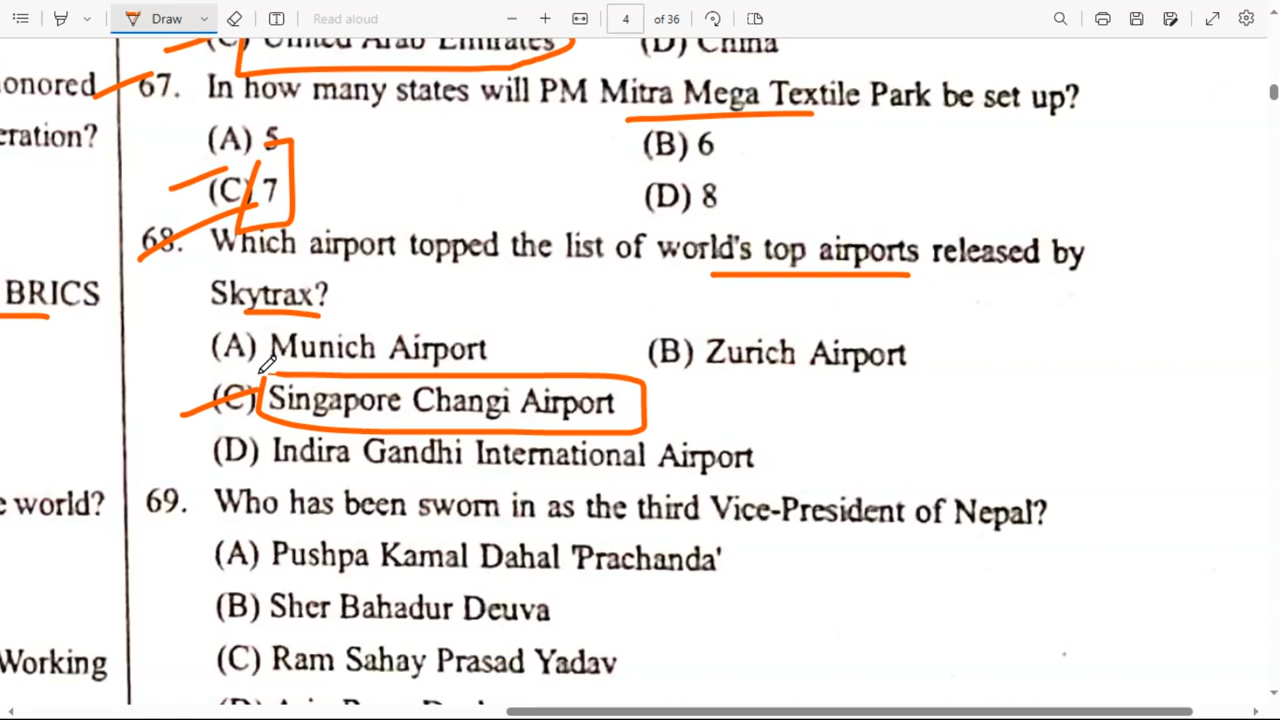 Draw
Read aloud
4
of 36
(C) United Arab Emirates
(D) China
onored
67. In how many states will PM Mitra Mega Textile Park be set up?
eration?
(A) 5
(B) 6
(C) 7
(D) 8
68. Which airport topped the list of world's top airports released by
BRICS
Skytrax?
(A) Munich Airport
(B) Zurich Airport
(C) Singapore Changi Airport
(D) Indira Gandhi International Airport
e world?
69. Who has been sworn in as the third Vice-President of Nepal?
(A) Pushpa Kamal Dahal 'Prachanda'
(B) Sher Bahadur Deuva
Working
(C) Ram Sahay Prasad Yadav